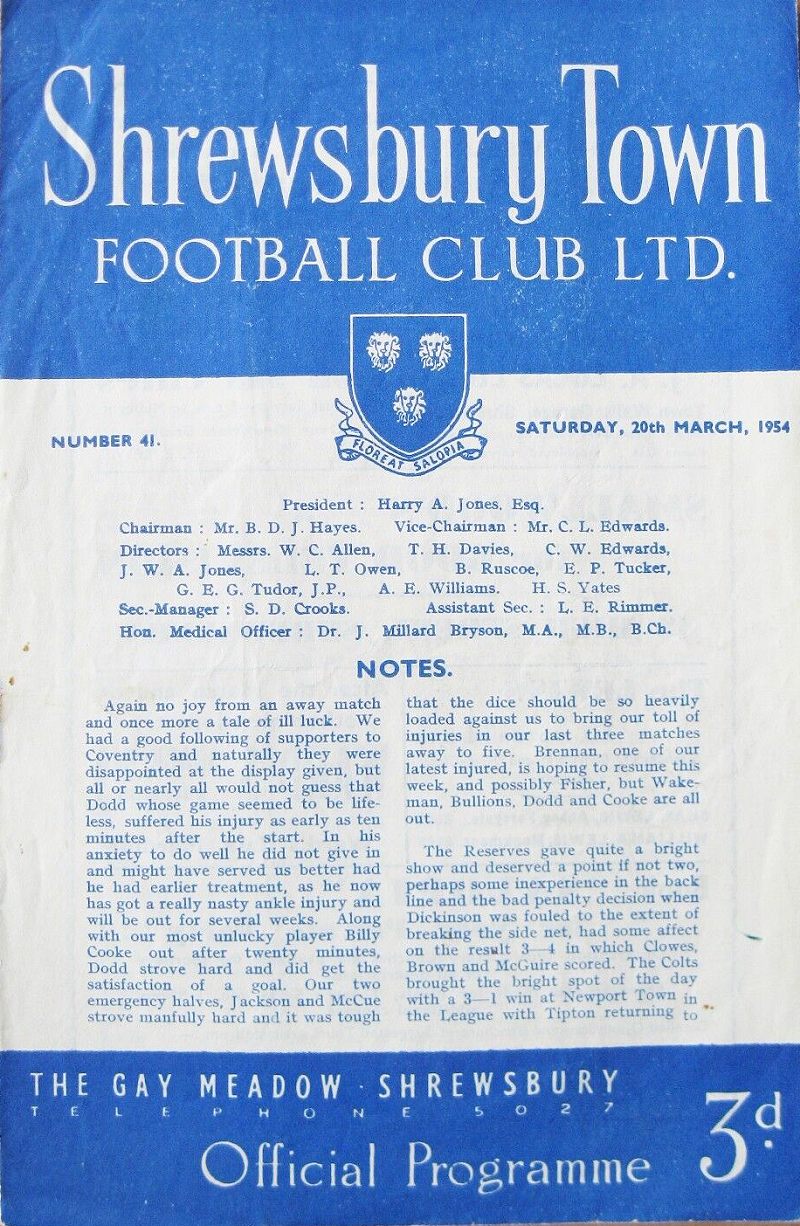 Shrewsbury Town
FOOTBALL CLUB LTD.
FLOREAT SALOPIA
NUMBER 41.
SATURDAY, 20th MARCH, 1954
President : Harry A. Jones, Esq.
Chairman : Mr. B. D. J. Hayes. Vice-Chairman : Mr. C. L. Edwards.
Directors : Messrs. W. C. Allen, T. H. Davies, C. W. Edwards,
J. W. A. Jones, L. T. Owen, B. Ruscoe, E. P. Tucker,
G. E. G. Tudor, J.P., A. E. Williams. H. S. Yates
Sec.-Manager : S. D. Crooks. Assistant Sec. : L. E. Rimmer.
Hon. Medical Officer : Dr. J. Millard Bryson, M.A., M.B., B.Ch.
NOTES.
Again no joy from an away match
and once more a tale of ill luck. We
had a good following of supporters to
Coventry and naturally they were
disappointed at the display given, but
all or nearly all would not guess that
Dodd whose game seemed to be life-
less, suffered his injury as early as ten
minutes after the start. In his
anxiety to do well he did not give in
and might have served us better had
he had earlier treatment, as he now
has got a really nasty ankle injury and
will be out for several weeks. Along
with our most unlucky player Billy
Cooke out after twenty minutes,
Dodd strove hard and did get the
satisfaction of a goal. Our two
emergency halves, Jackson and McCue
strove manfully hard and it was tough
that the dice should be so heavily
loaded against us to bring our toll of
injuries in our last three matches
away to five. Brennan, one of our
latest injured, is hoping to resume this
week, and possibly Fisher, but Wake-
man, Bullions, Dodd and Cooke are all
out.
The Reserves gave quite a bright
show and deserved a point if not two,
perhaps some inexperience in the back
line and the bad penalty decision when
Dickinson was fouled to the extent of
breaking the side net, had some affect
on the result 3—4 in which Clowes,
Brown and McGuire scored. The Colts
brought the bright spot of the day
with a 3—1 win at Newport Town in
the League with Tipton returning to
THE GAY MEADOW · SHREWSBURY
TELEPHONE 5027
Official Programme
3d.